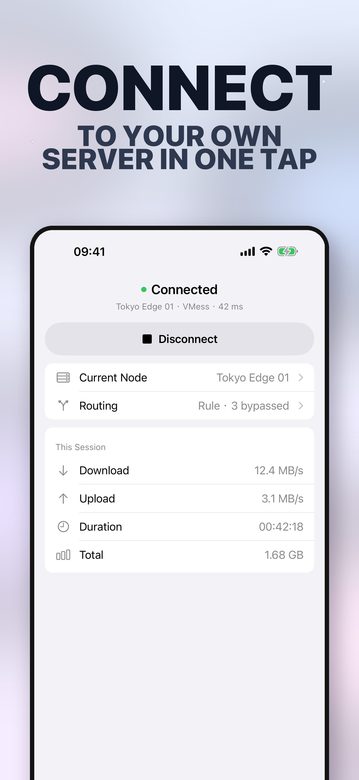 CONNECT
TO YOUR OWN
SERVER IN ONE TAP
09:41
Connected
Tokyo Edge 01 · VMess · 42 ms
Disconnect
Current Node Tokyo Edge 01
Routing Rule · 3 bypassed
This Session
Download 12.4 MB/s
Upload 3.1 MB/s
Duration 00:42:18
Total 1.68 GB